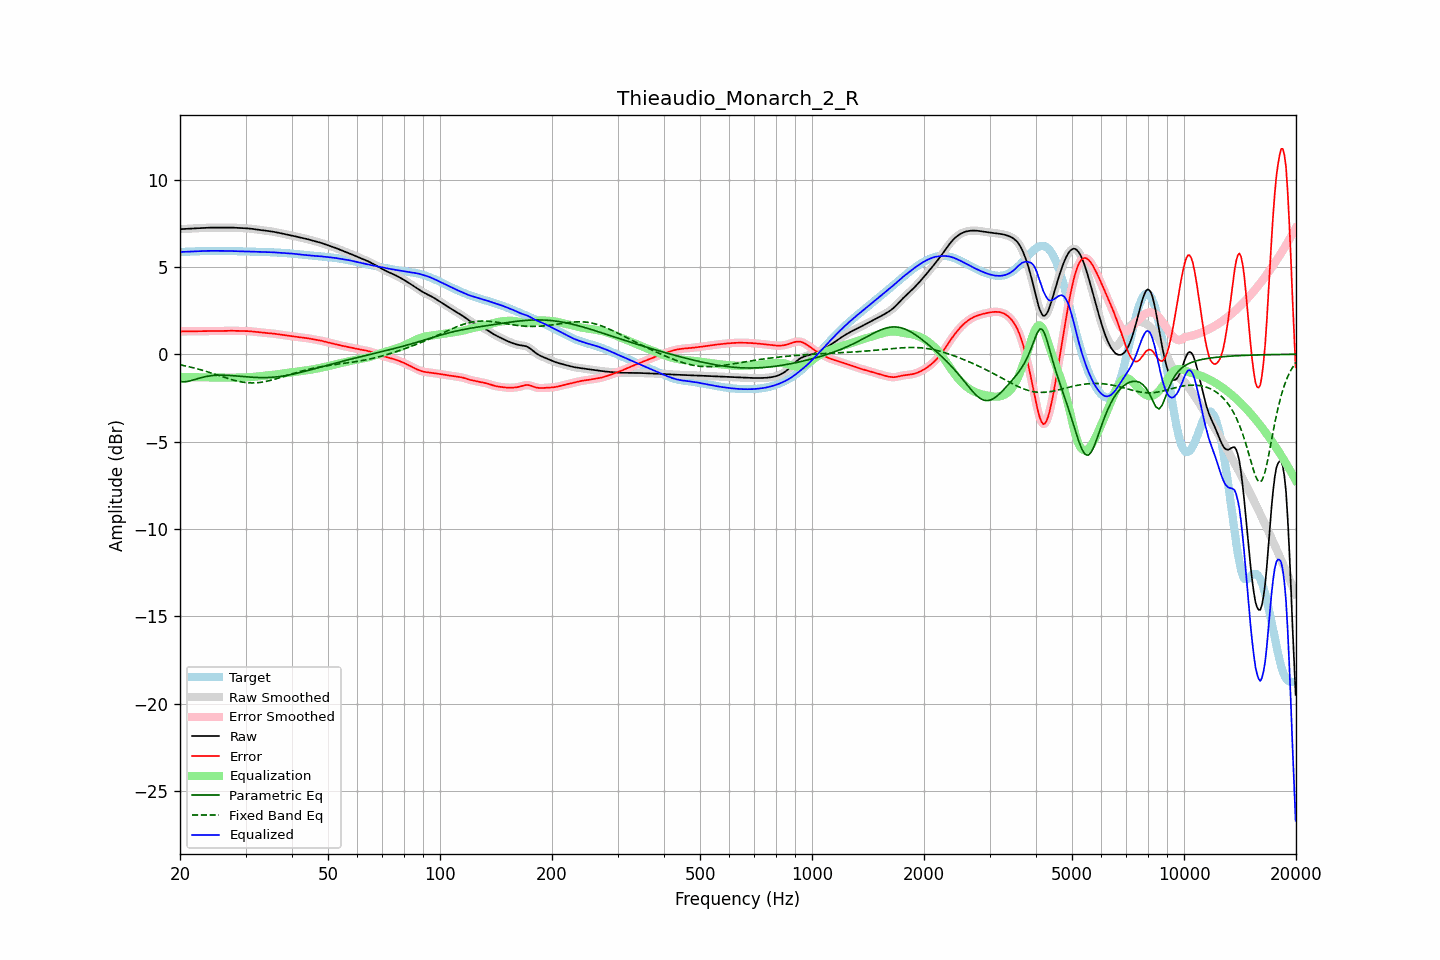 Thieaudio_Monarch_2_R
10
5
0
−5
−10
−15
−20
−25
Amplitude (dBr)
Target
Raw Smoothed
Error Smoothed
Raw
Error
Equalization
Parametric Eq
Fixed Band Eq
Equalized
20 50 100 200 500 1000 2000 5000 10000 20000
Frequency (Hz)